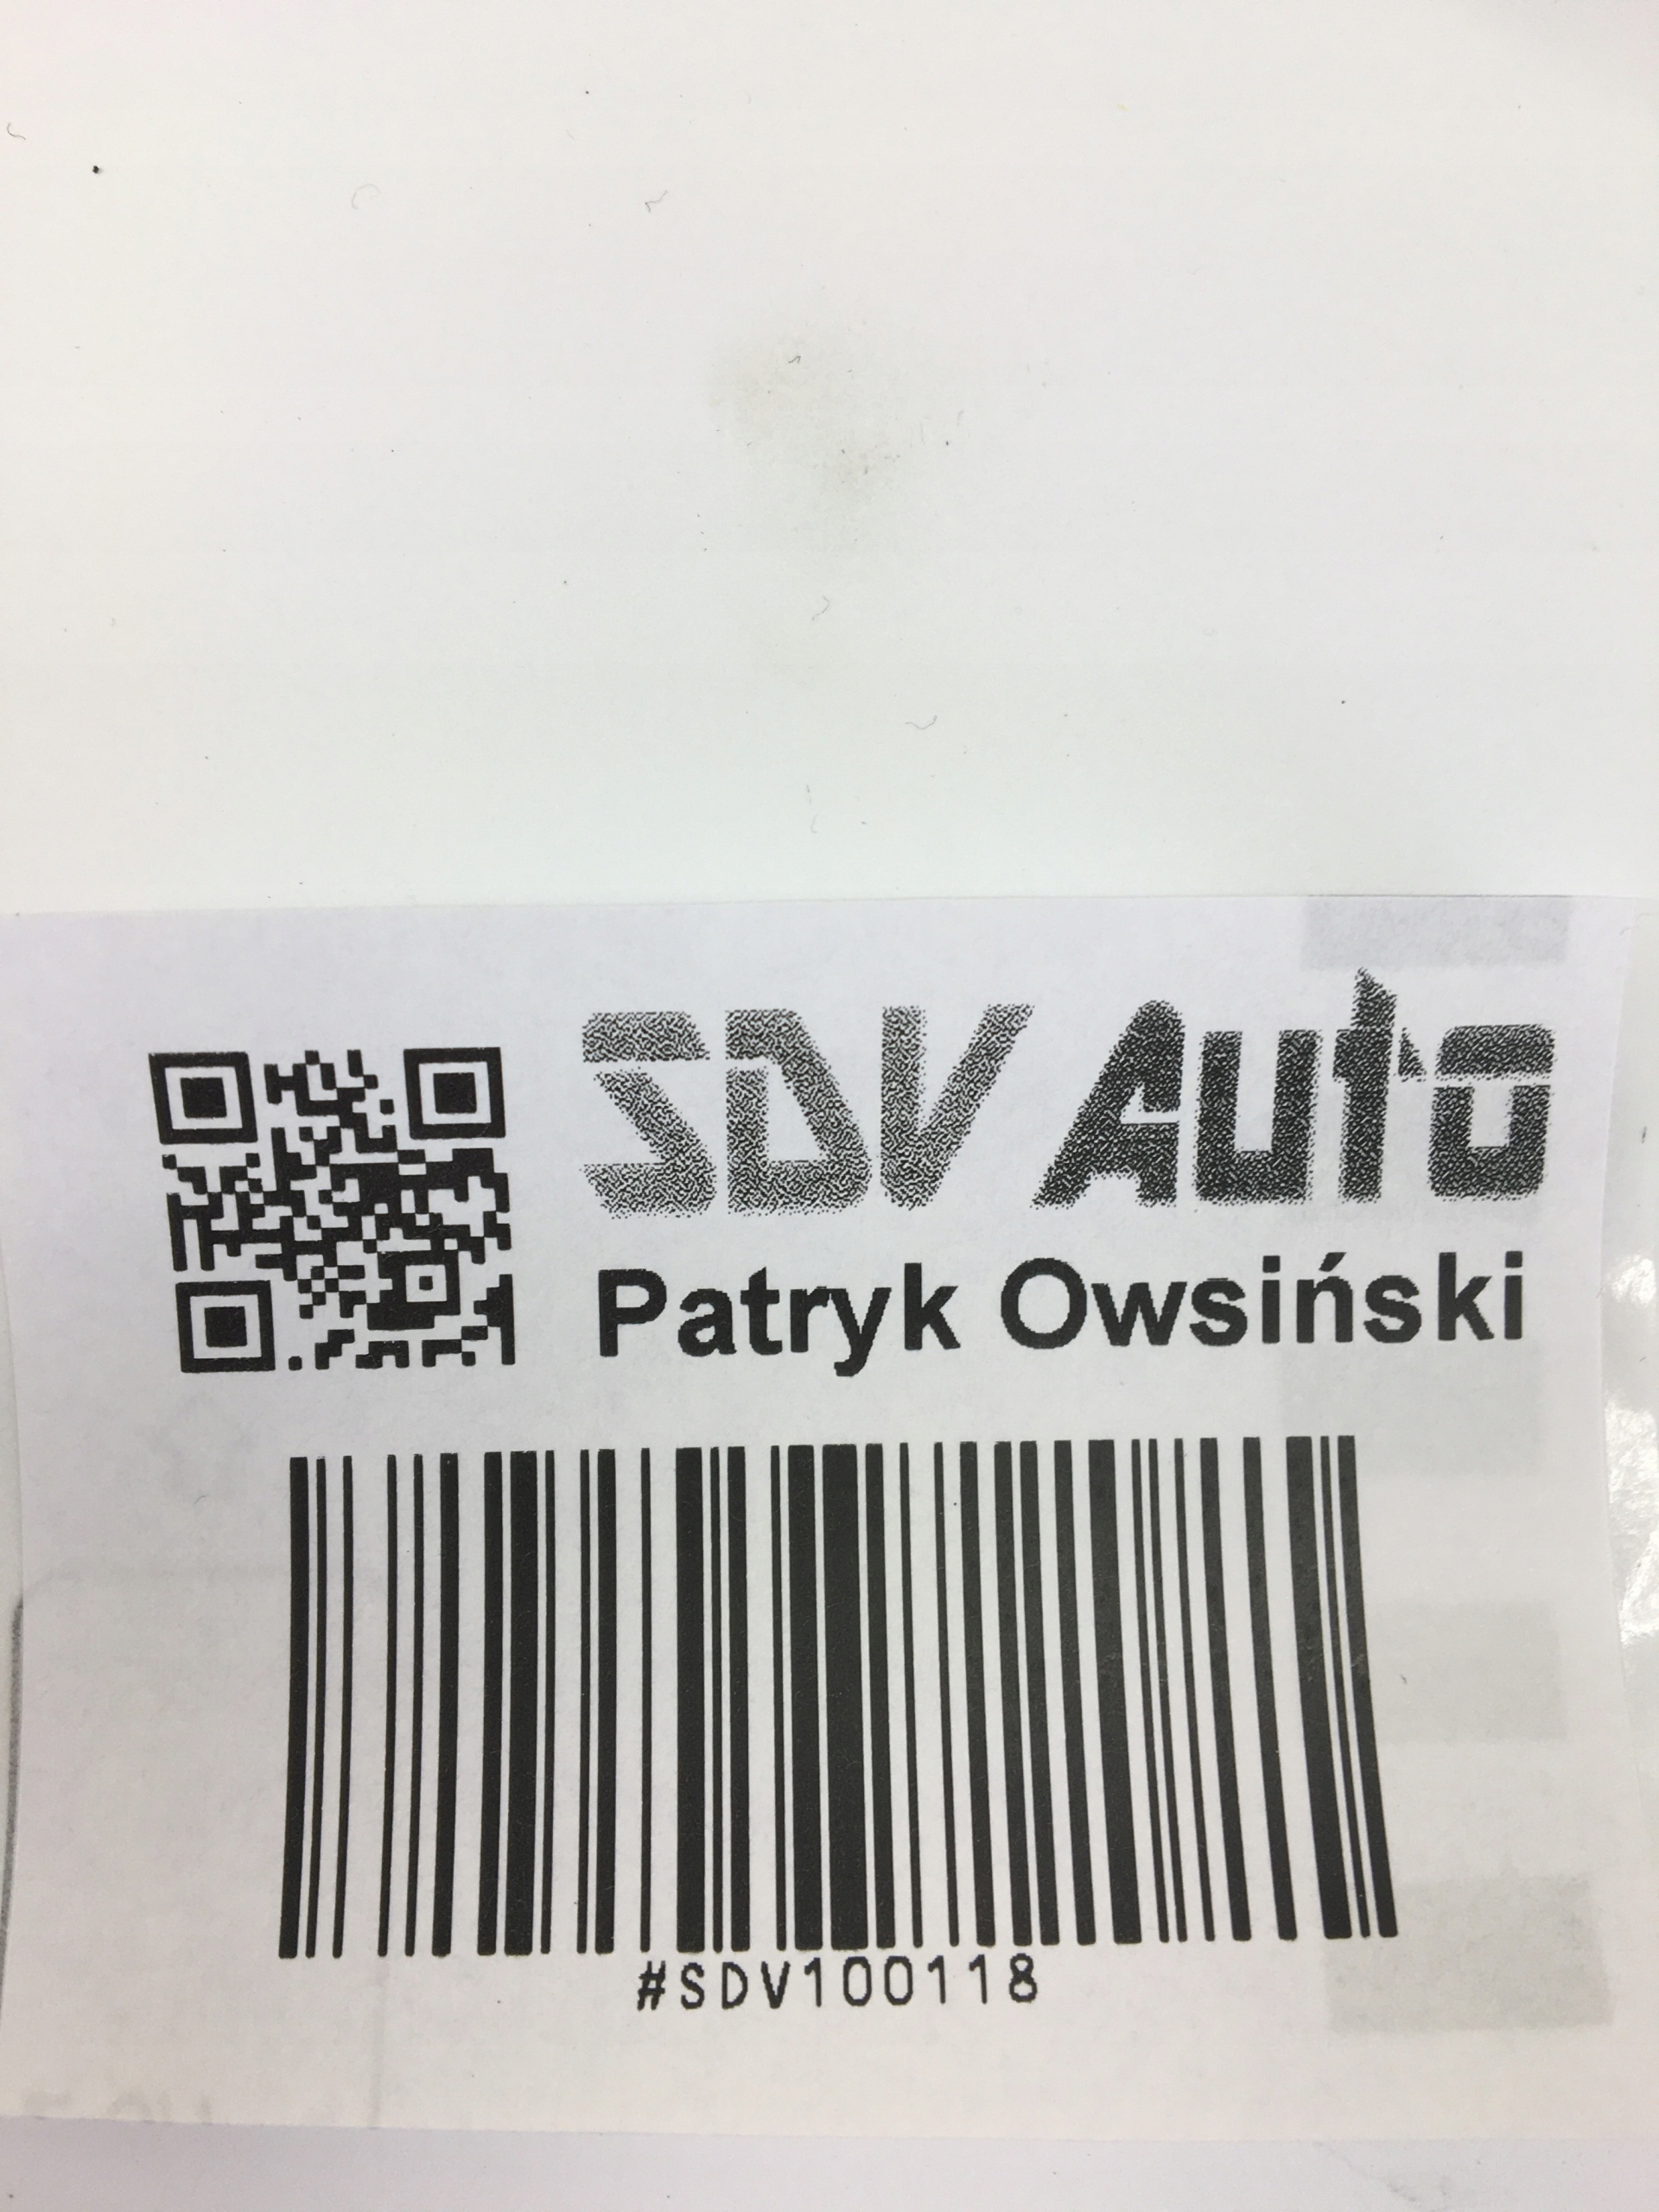 SDV Auto
Patryk Owsiński
#SDV100118